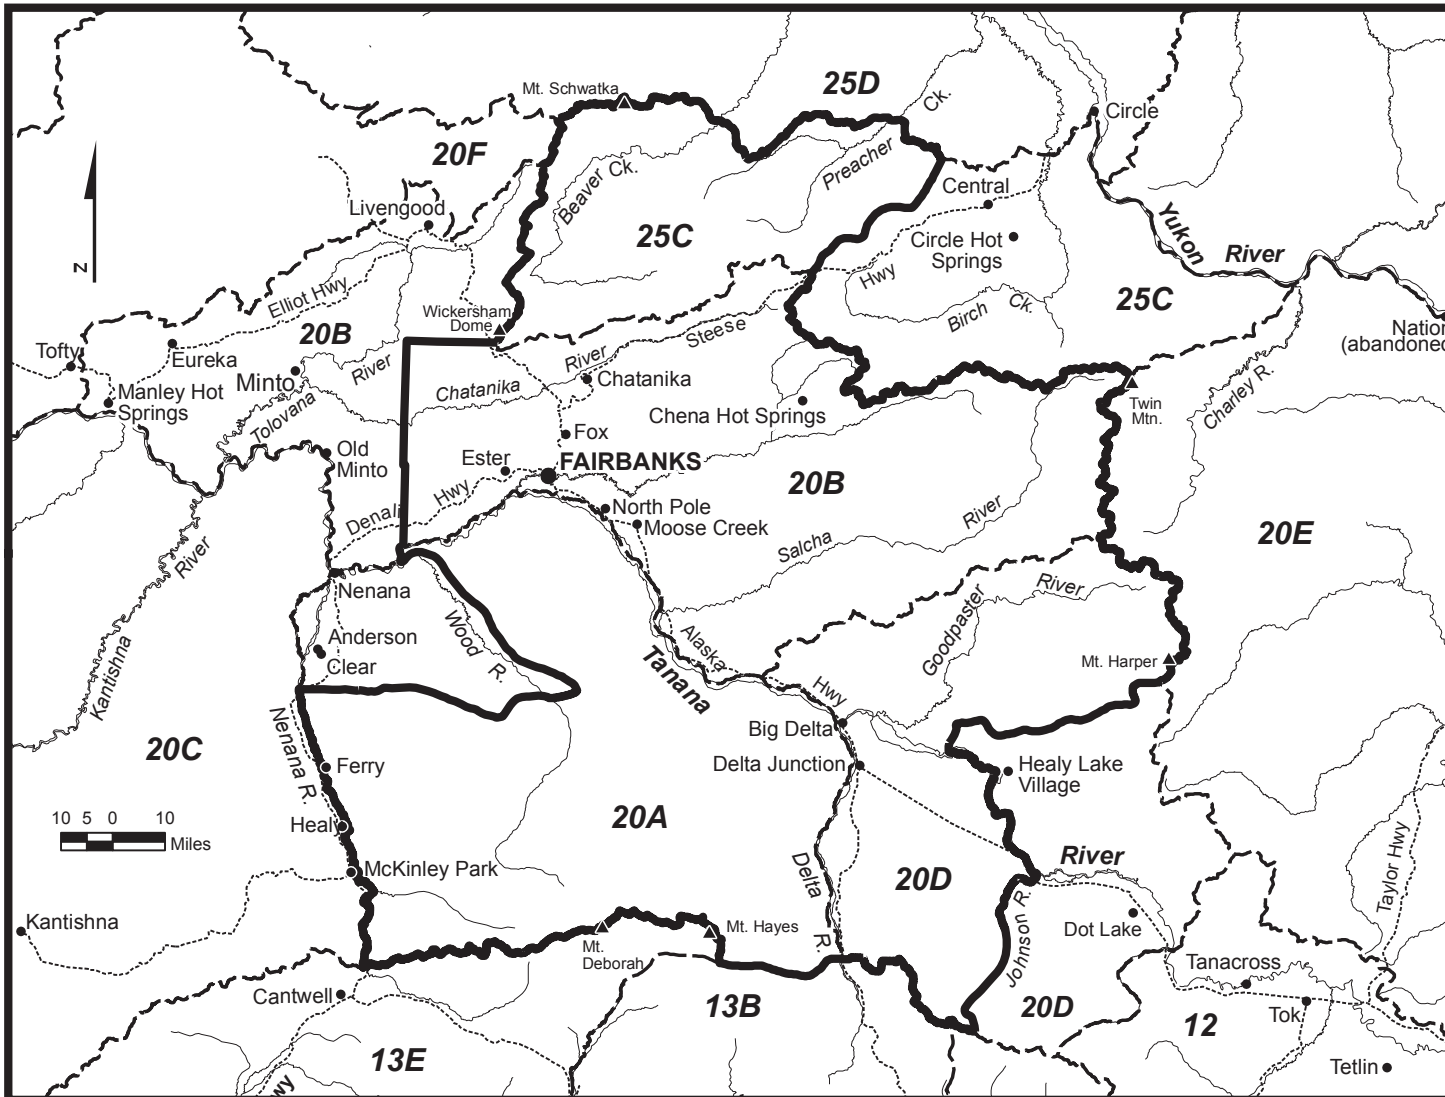 25D
Mt. Schwatka
Ck.
Circle
20F
Beaver
Ck.
Preacher
Central
Livengood
25C
Circle Hot
Springs
Yukon
River
N
Hwy
Elliot Hwy
Wickersham
Dome
Birch
Ck.
25C
20B
Steese
Tofty
Eureka
River
River
Minto
Chatanika
Chatanika
Manley Hot
Springs
Tolovana
Chena Hot Springs
Twin
Mtn.
Charley R.
Fox
Old
Minto
Ester
FAIRBANKS
20B
Hwy
Denali
North Pole
Moose Creek
River
Salcha
20E
River
Nenana
River
Goodpaster
Anderson
Clear
Wood
R.
Alaska
Tanana
Mt. Harper
Kantishna
Hwy
20C
Nenana R.
Big Delta
Ferry
Delta Junction
Healy Lake
Village
10 5 0 10
Miles
Healy
20A
McKinley Park
Delta
R.
20D
River
Taylor Hwy
Kantishna
Johnson R.
Dot Lake
Mt.
Deborah
Mt. Hayes
Tanacross
Cantwell
13B
20D
12
Tok
13E
Tetlin